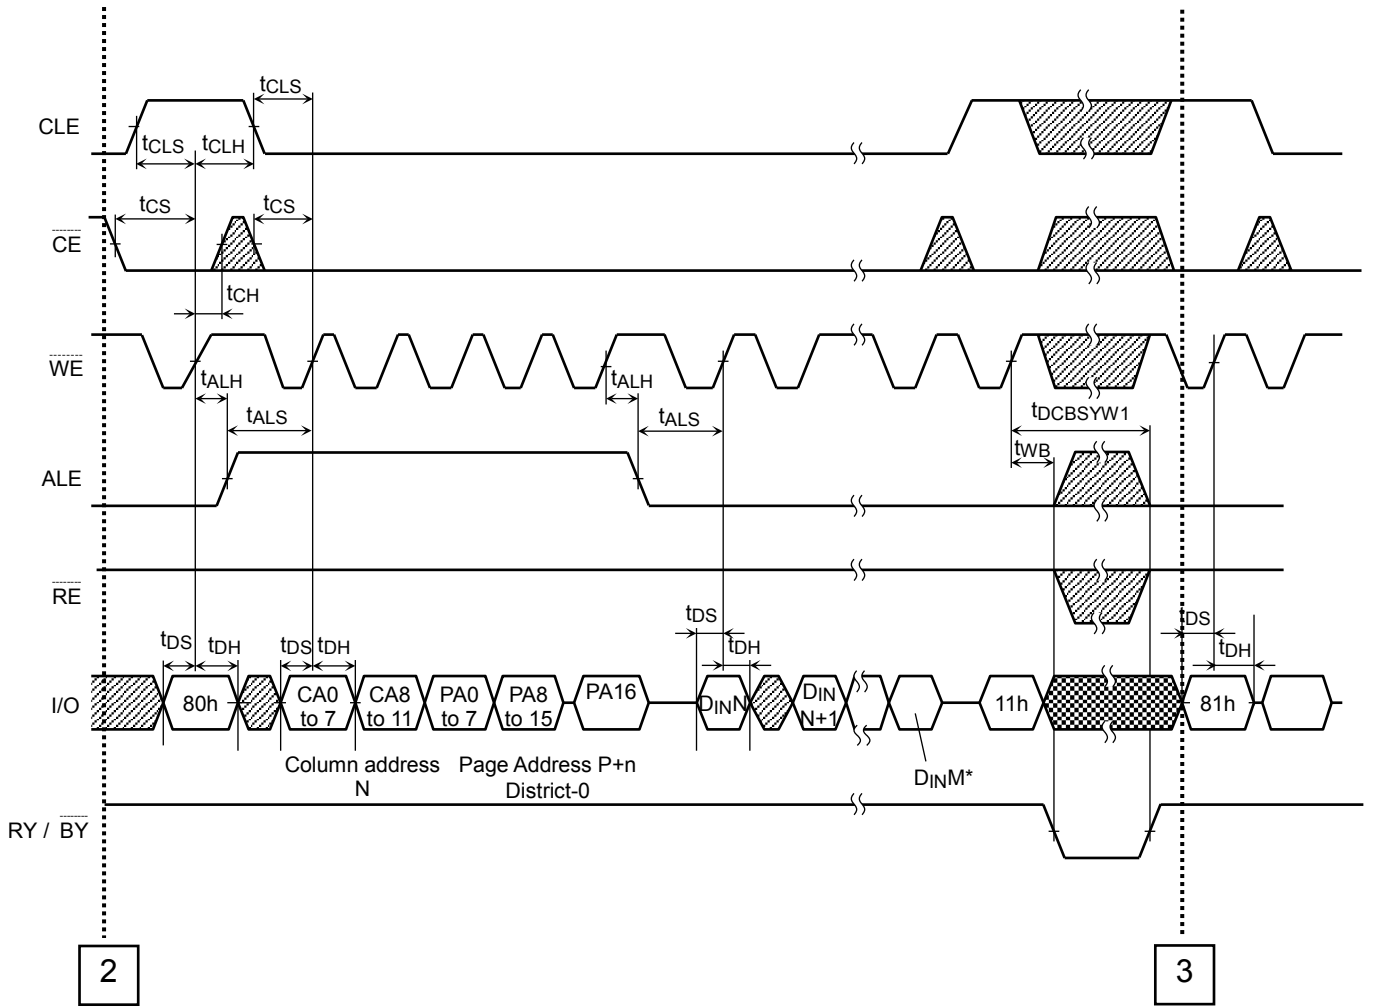 tCLS
CLE
tCLS tCLH
tCS tCS
CE
tCH
WE
tALH tALH
tALS tALS
tDCBSYW1
tWB
ALE
RE
tDS tDH tDS tDH tDS tDH tDS tDH
I/O
80h
CA0 to 7
CA8 to 11
PA0 to 7
PA8 to 15
PA16
DINN
DIN N+1
11h
81h
Column address N
Page Address P+n District-0
DINM*
RY / BY
2
3